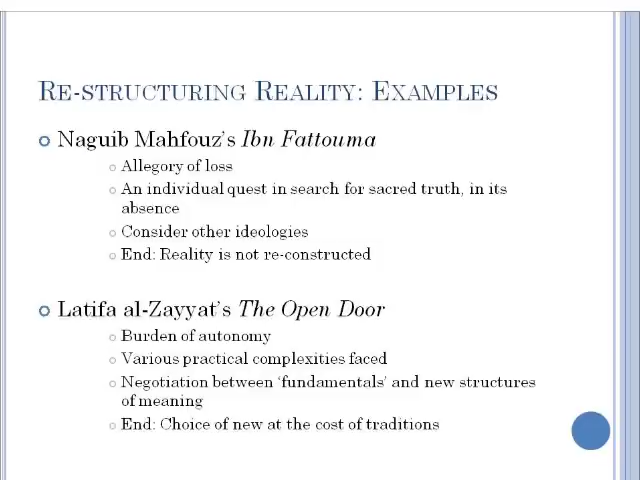 RE-STRUCTURING REALITY: EXAMPLES
Naguib Mahfouz's Ibn Fattouma
Allegory of loss
An individual quest in search for sacred truth, in its
absence
Consider other ideologies
End: Reality is not re-constructed
Latifa al-Zayyat's The Open Door
Burden of autonomy
Various practical complexities faced
Negotiation between 'fundamentals' and new structures
of meaning
End: Choice of new at the cost of traditions